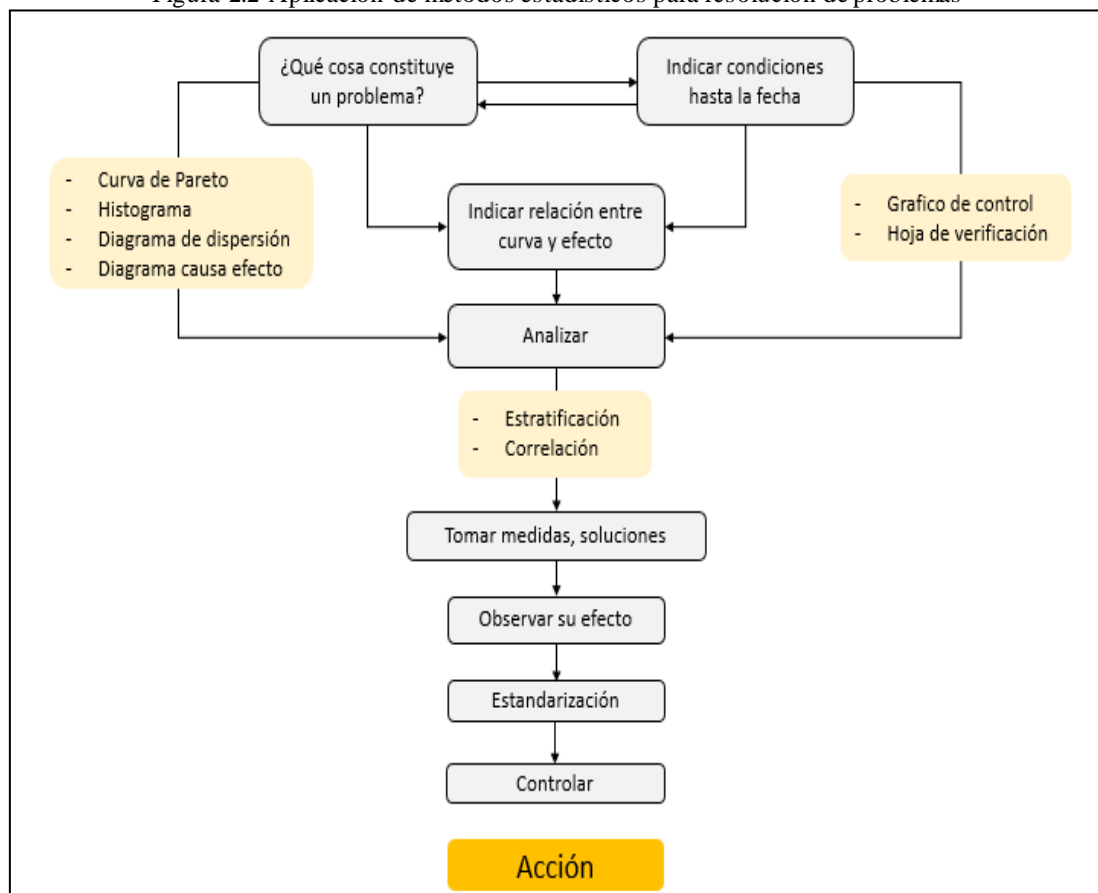 Figura 2.2 Aplicación de métodos estadísticos para resolución de problemas
¿Qué cosa constituye
un problema?
Indicar condiciones
hasta la fecha
- Curva de Pareto
- Histograma
- Diagrama de dispersión
- Diagrama causa efecto
Indicar relación entre
curva y efecto
- Grafico de control
- Hoja de verificación
Analizar
- Estratificación
- Correlación
Tomar medidas, soluciones
Observar su efecto
Estandarización
Controlar
Acción